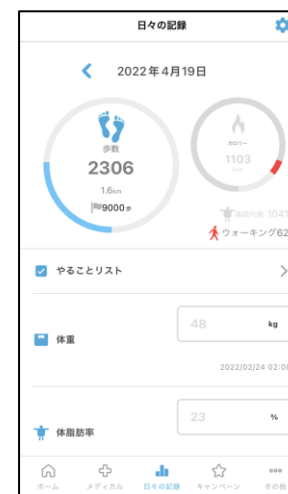 日々の記録
2022年4月19日
歩数
2306
1.6km
9000歩
カロリー
1103
kcal
基礎代謝 1041
ウォーキング62
やることリスト
体重
48 kg
2022/02/24 02:00
体脂肪率
23 %
ホーム メディカル 日々の記録 キャンペーン その他